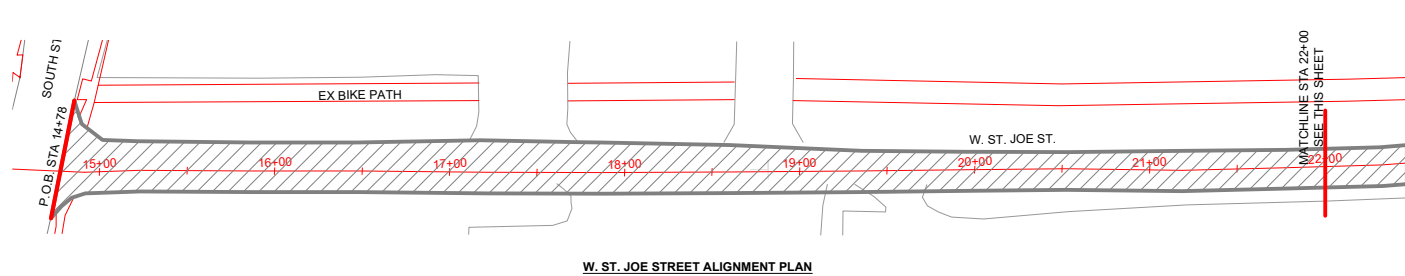 SOUTH ST
P.O.B. STA 14+78
EX BIKE PATH
W. ST. JOE ST.
MATCHLINE STA 22+00
SEE THIS SHEET
15+00
16+00
17+00
18+00
19+00
20+00
21+00
22+00
W. ST. JOE STREET ALIGNMENT PLAN